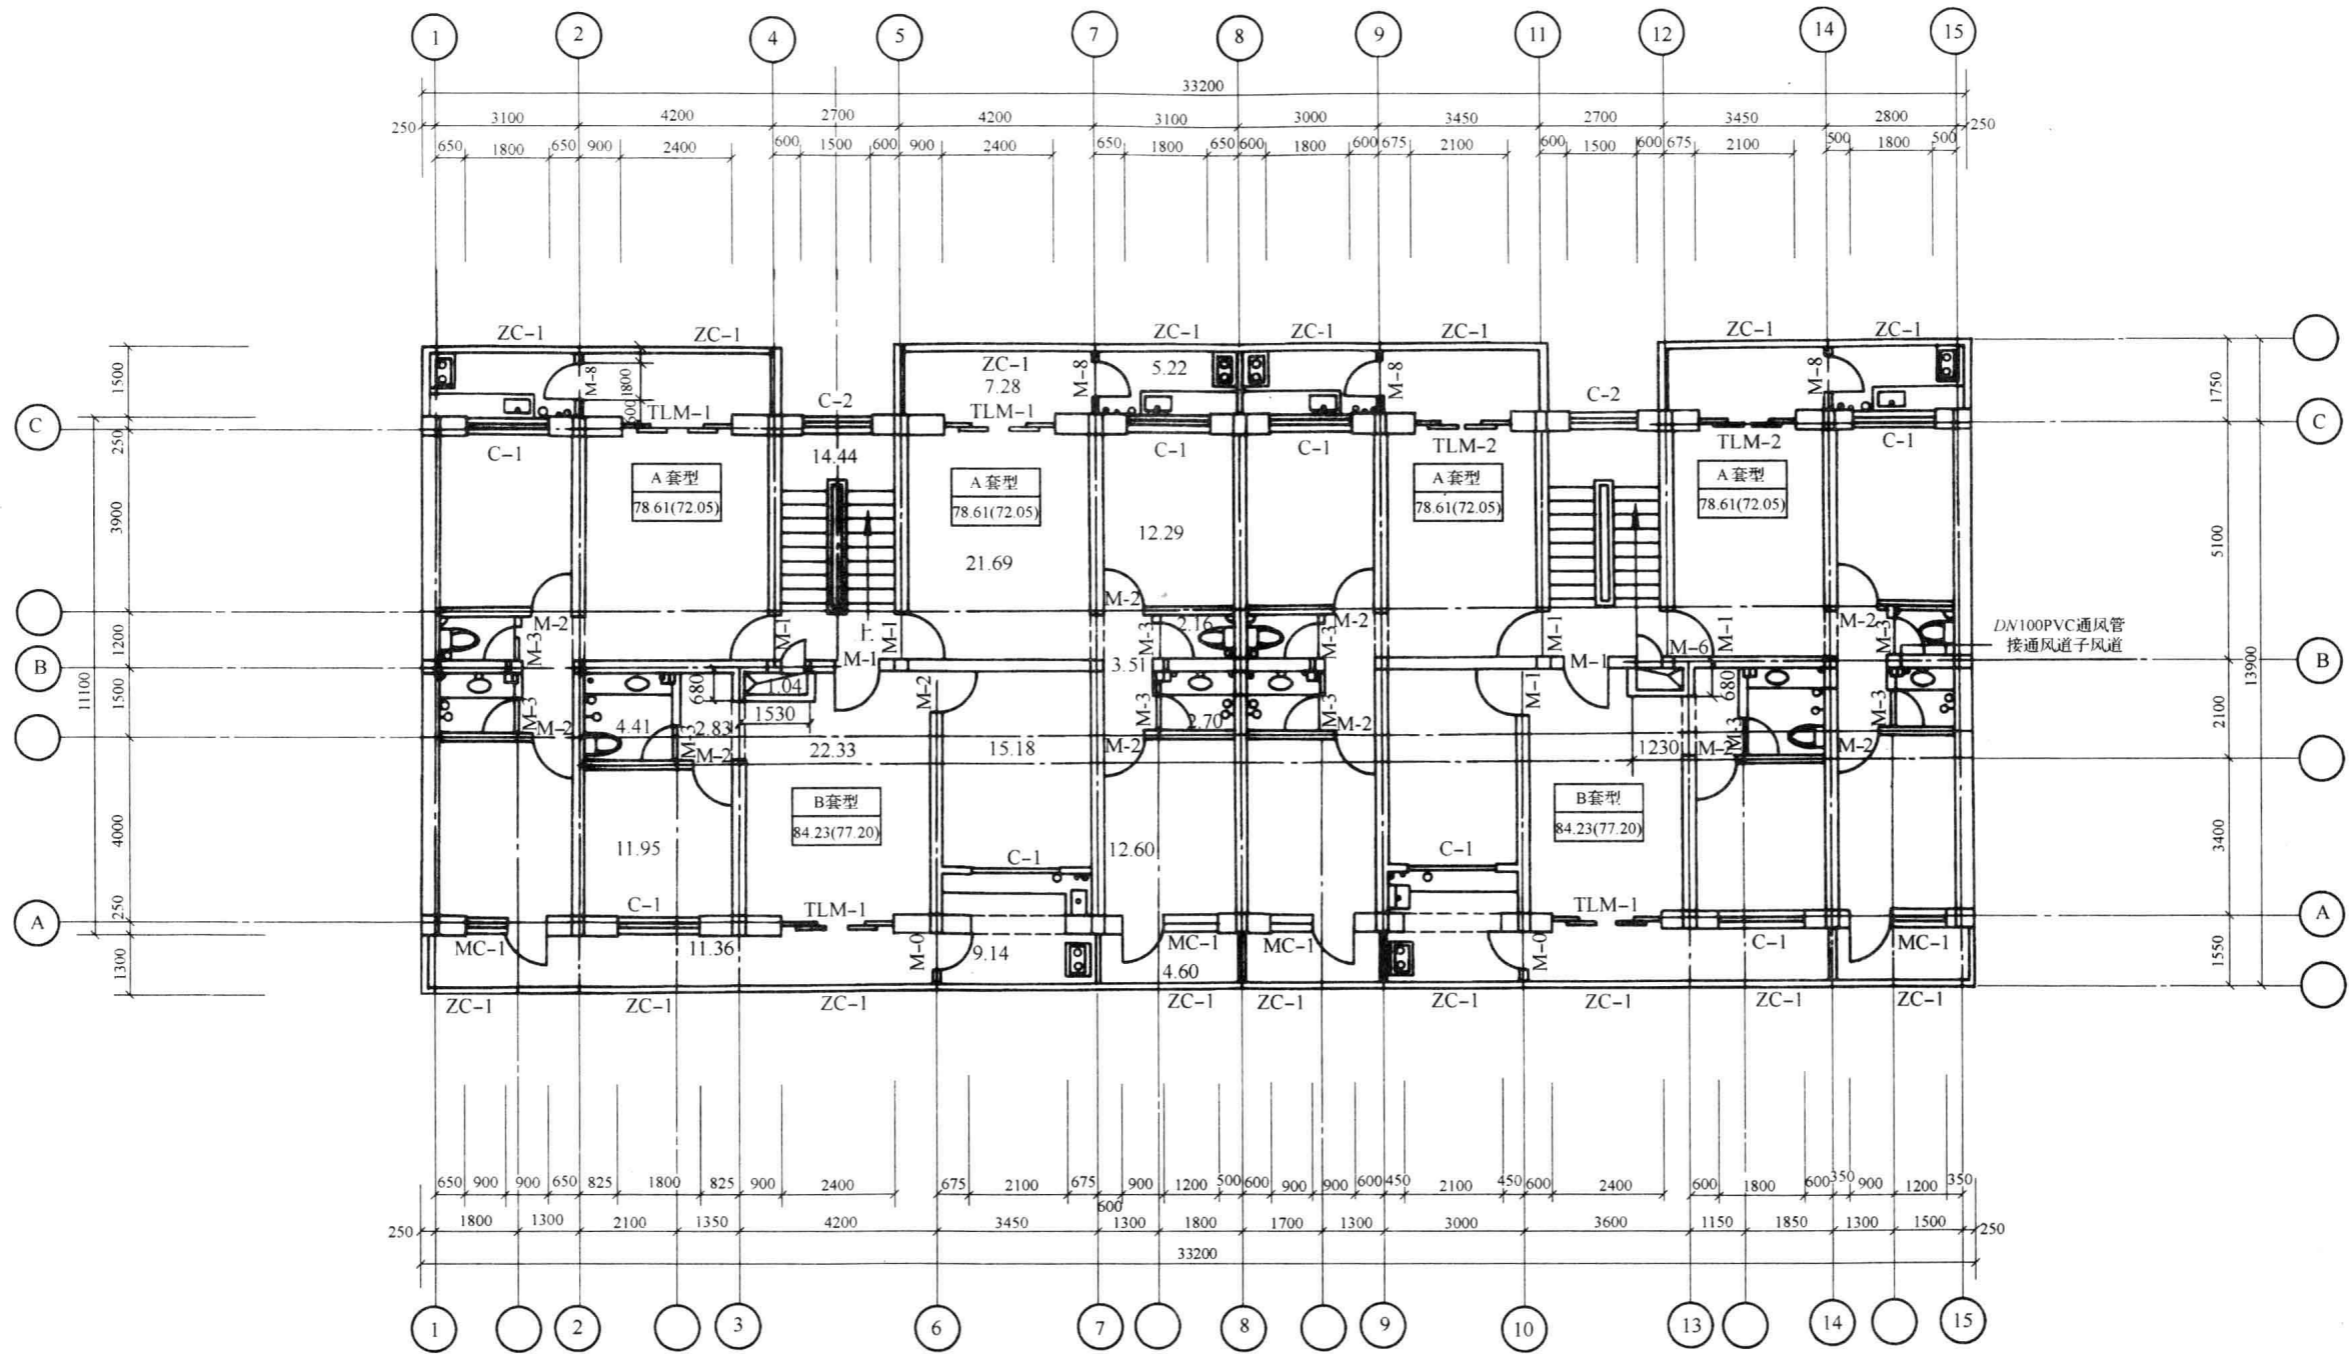 1 2 4 5 7 8 9 11 12 14 15
33200
250 3100 4200 2700 4200 3100 3000 3450 2700 3450 2800 250
650 1800 650 900 2400 600 1500 600 900 2400 650 1800 650 600 1800 600 675 2100 600 1500 600 675 2100 500 1800 500
ZC-1 ZC-1 ZC-1 ZC-1 ZC-1 ZC-1 ZC-1
1500 M-8 1800 ZC-1 7.28 M-8 5.22 M-8 M-8 1750
C-2 C-2
TLM-1 TLM-1
C C
250 C-1 C-1 C-1 TLM-2 TLM-2 C-1
14.44
A套型 A套型 A套型 A套型
78.61(72.05) 78.61(72.05) 78.61(72.05) 78.61(72.05)
3900 12.29 5100
21.69
M-2
1200 M-2 M-3 M-1 上 M-1 M-3 2.16 M-3 M-2 M-1 M-1 M-2 M-3
DN100PVC通风管
接通风道子风道
M-6
B M-1 3.51 M-1 B
11100 13900
1500 680 1.04 M-2 M-1 680 2100
1530
M-3 M-2 4.41 M-3 2.83 M-3 2.70 M-3 M-2 M-3 M-3
M-2 22.33 15.18 M-2 1230 M-2 M-2
B套型 B套型
84.23(77.20) 84.23(77.20)
4000 11.95 C-1 12.60 C-1 3400
250 C-1 TLM-1 TLM-1
A A
MC-1 11.36 M-0 9.14 MC-1 MC-1 M-0 C-1 MC-1
1300 4.60 1550
ZC-1 ZC-1 ZC-1 ZC-1 ZC-1 ZC-1 ZC-1 ZC-1 ZC-1
650 900 900 650 825 1800 825 900 2400 675 2100 675 600 900 1200 500 600 900 900 600 450 2100 450 600 2400 600 1800 600 350 900 1200 350
250 1800 1300 2100 1350 4200 3450 1300 1800 1700 1300 3000 3600 1150 1850 1300 1500 250
33200
1 2 3 6 7 8 9 10 13 14 15